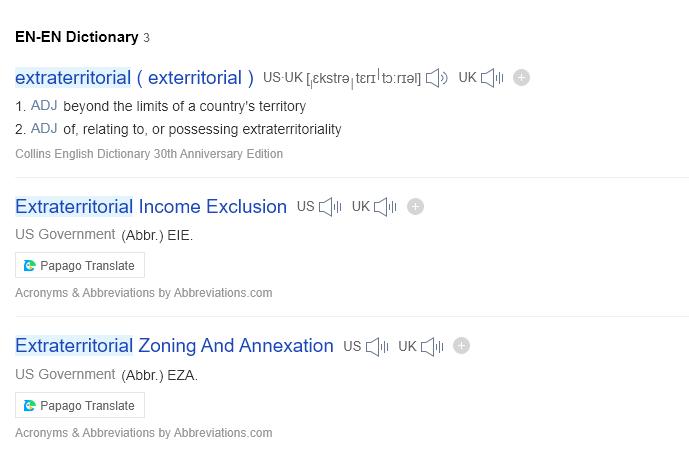 EN-EN Dictionary 3
extraterritorial ( exterritorial ) US·UK [ˌɛkstrəˌtɛrɪˈtɔːrɪəl] UK
1. ADJ beyond the limits of a country's territory
2. ADJ of, relating to, or possessing extraterritoriality
Collins English Dictionary 30th Anniversary Edition
Extraterritorial Income Exclusion US UK
US Government (Abbr.) EIE.
Papago Translate
Acronyms & Abbreviations by Abbreviations.com
Extraterritorial Zoning And Annexation US UK
US Government (Abbr.) EZA.
Papago Translate
Acronyms & Abbreviations by Abbreviations.com